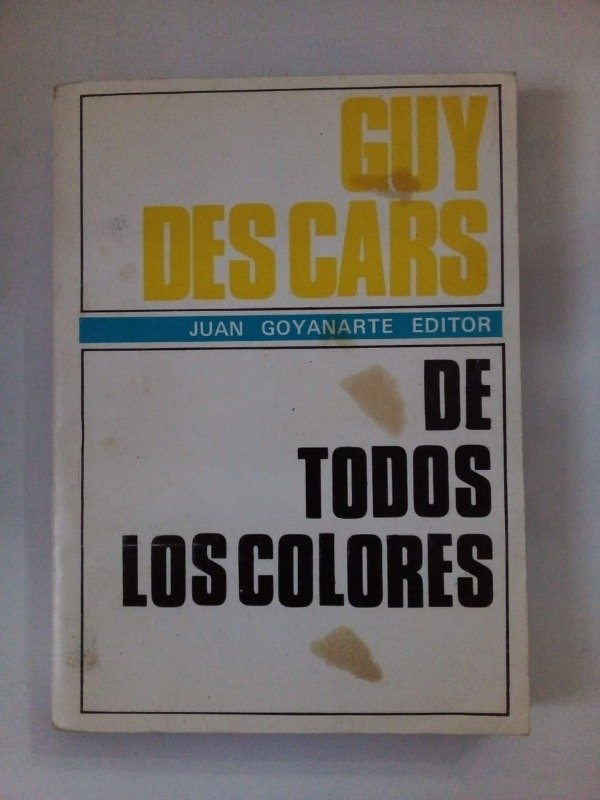 GUY
DES CARS
JUAN GOYANARTE EDITOR
DE
TODOS
LOS COLORES